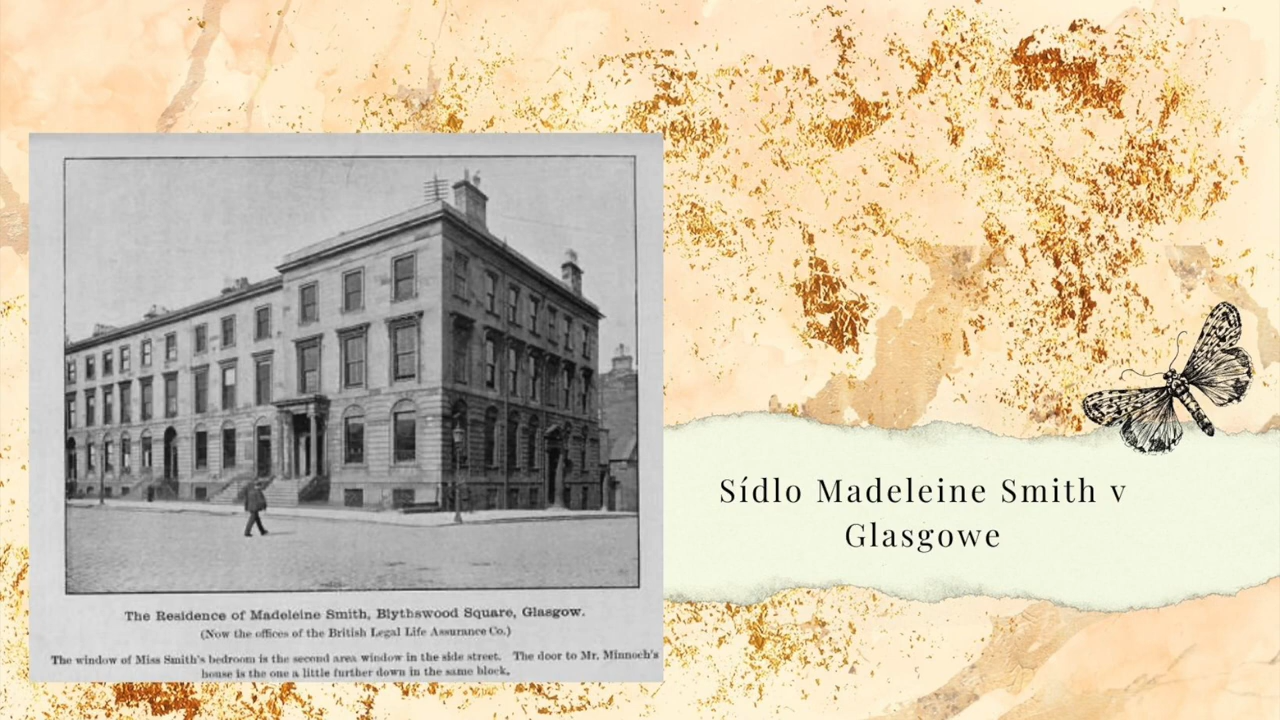 The Residence of Madeleine Smith, Blythswood Square, Glasgow.
(Now the offices of the British Legal Life Assurance Co.)
The window of Miss Smith's bedroom is the second area window in the side street. The door to Mr. Minnoch's
house is the one a little further down in the same block.
Sídlo Madeleine Smith v
Glasgowe